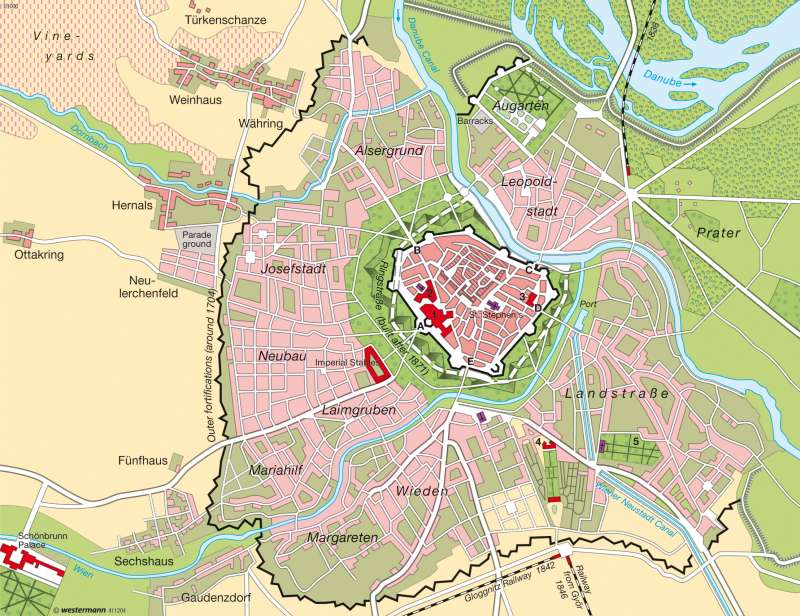 Türkenschanze
Vine-
yards
Weinhaus
Währing
Dornbach
Danube Canal
Danube
1838
Augarten
Barracks
Alsergrund
Leopold-
stadt
Prater
Hernals
Parade
ground
Ottakring
Neu-
lerchenfeld
Josefstadt
Ringstraße (built after 1871)
Outer fortifications (around 1704)
B
C
3
D
St. Stephen's
A
E
Port
Neubau
Imperial Stables
Laimgruben
Landstraße
Fünfhaus
Mariahilf
Wieden
4
5
Wiener Neustadt Canal
Schönbrunn
Palace
Wien
Sechshaus
Margareten
Gaudenzdorf
Gloggnitz Railway 1842
Railway
from Győr
1846
© westermann